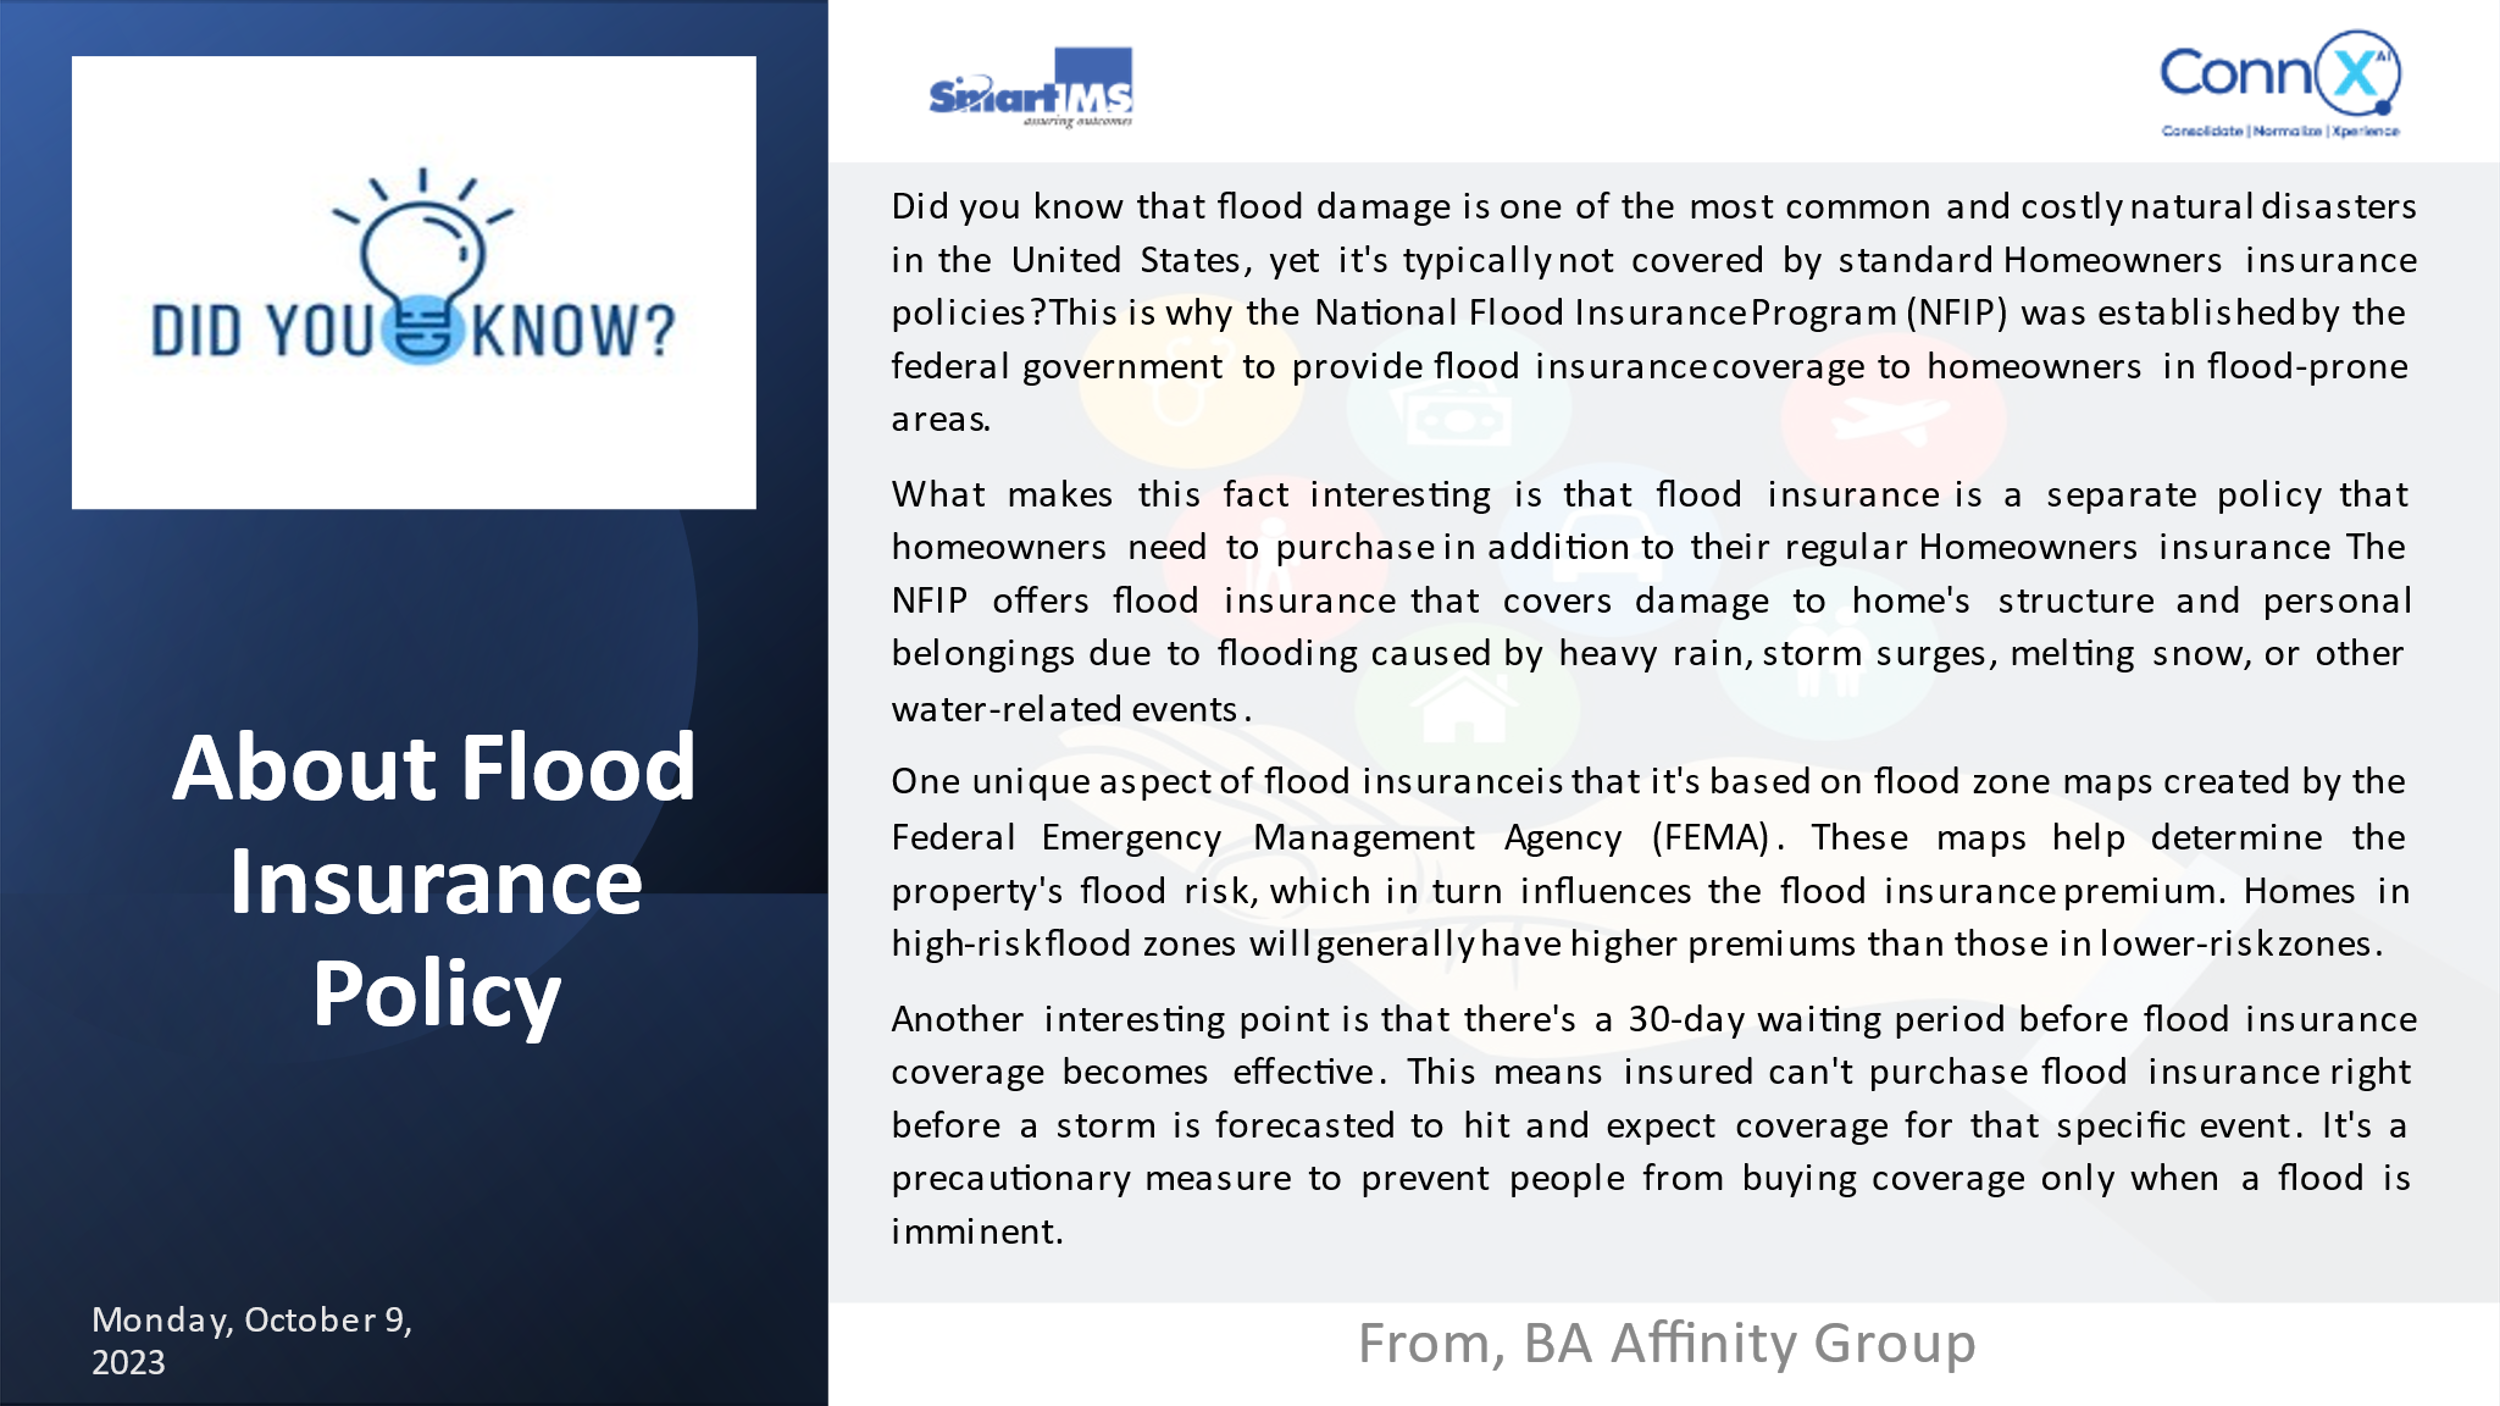 DID YOU KNOW?
About Flood
Insurance
Policy
Monday, October 9,
2023
SmartIMS
assuring outcomes
ConnX AI
Consolidate | Normalize | Xperience
Did you know that flood damage is one of the most common and costly natural disasters
in the United States, yet it's typically not covered by standard Homeowners insurance
policies? This is why the National Flood Insurance Program (NFIP) was established by the
federal government to provide flood insurance coverage to homeowners in flood-prone
areas.
What makes this fact interesting is that flood insurance is a separate policy that
homeowners need to purchase in addition to their regular Homeowners insurance. The
NFIP offers flood insurance that covers damage to home's structure and personal
belongings due to flooding caused by heavy rain, storm surges, melting snow, or other
water-related events.
One unique aspect of flood insurance is that it's based on flood zone maps created by the
Federal Emergency Management Agency (FEMA). These maps help determine the
property's flood risk, which in turn influences the flood insurance premium. Homes in
high-risk flood zones will generally have higher premiums than those in lower-risk zones.
Another interesting point is that there's a 30-day waiting period before flood insurance
coverage becomes effective. This means insured can't purchase flood insurance right
before a storm is forecasted to hit and expect coverage for that specific event. It's a
precautionary measure to prevent people from buying coverage only when a flood is
imminent.
From, BA Affinity Group